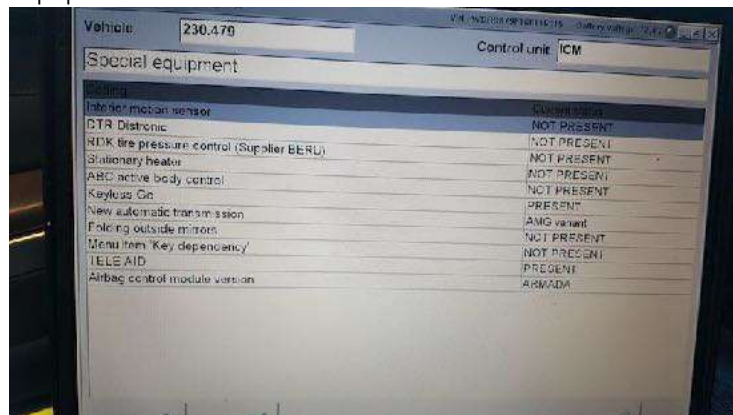 VIN Battery voltage
Vehicle 230.479 Control unit ICM
Special equipment
Interior motion sensor NOT PRESENT
DTR Distronic NOT PRESENT
RDK tire pressure control (Supplier BERU) NOT PRESENT
Stationary heater NOT PRESENT
ABC active body control NOT PRESENT
Keyless Go PRESENT
New automatic transmission AMG variant
Folding outside mirrors NOT PRESENT
Menu item 'Key dependency' NOT PRESENT
TELE AID PRESENT
Airbag control module version ARMADA